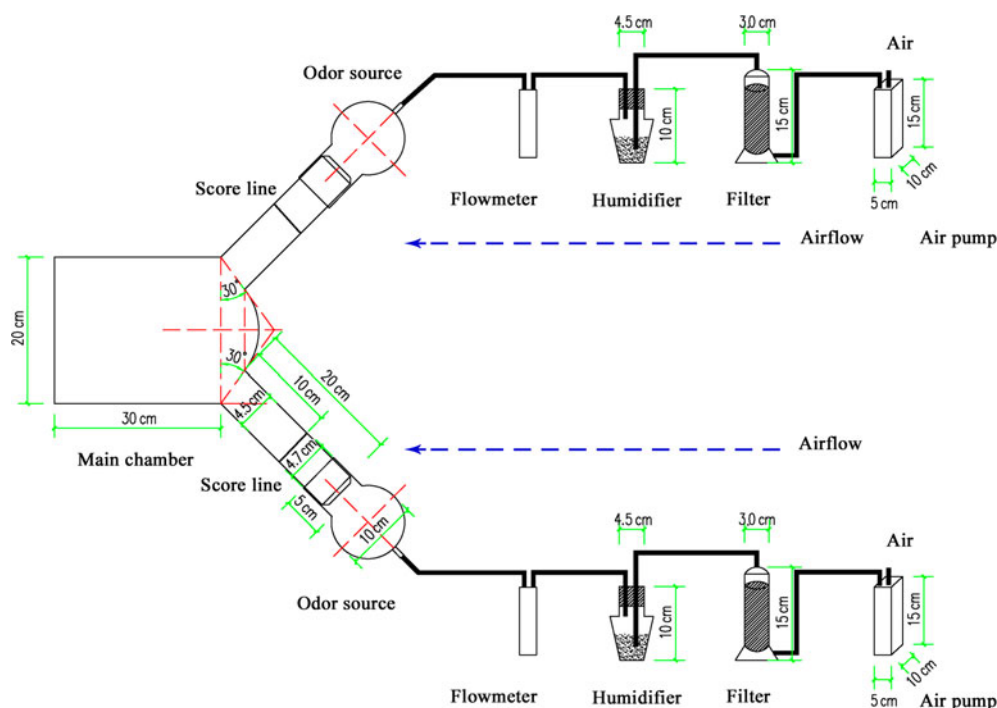 4.5 cm
3.0 cm
Air
Odor source
10 cm
15 cm
15 cm
10 cm
5 cm
Score line
Flowmeter
Humidifier
Filter
Airflow
Air pump
30°
20 cm
30°
20 cm
10 cm
4.5 cm
30 cm
Main chamber
Airflow
4.7 cm
Score line
5 cm
10 cm
4.5 cm
3.0 cm
Air
Odor source
10 cm
15 cm
15 cm
10 cm
5 cm
Flowmeter
Humidifier
Filter
Air pump